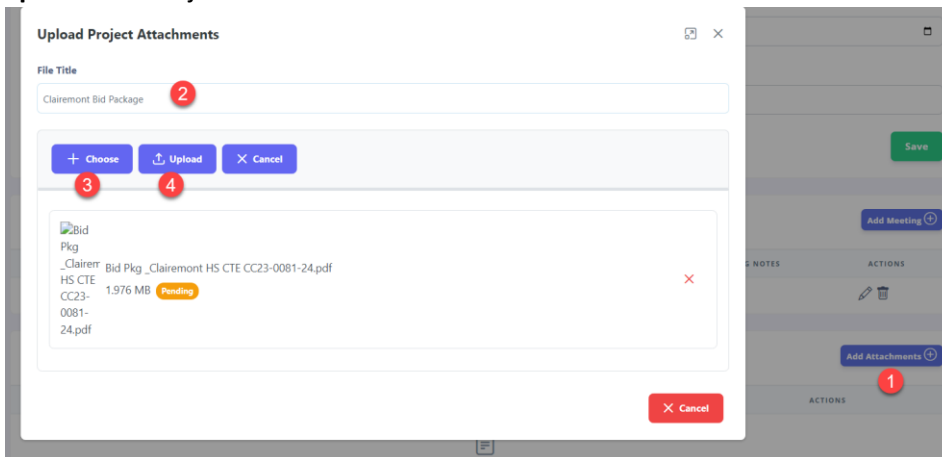 Upload Project Attachments
File Title
Clairemont Bid Package
2
Choose
Upload
Cancel
3
4
Save
Add Meeting
NOTES
ACTIONS
Bid
Pkg
_Clairem
HS CTE
CC23-
0081-
24.pdf
Bid Pkg _Clairemont HS CTE CC23-0081-24.pdf
1.976 MB Pending
Add Attachments
1
ACTIONS
Cancel